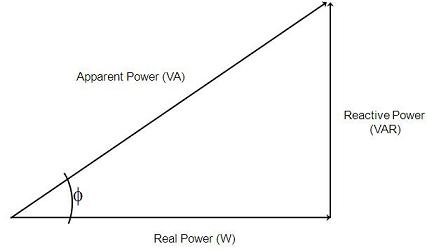 Apparent Power (VA)
Reactive Power
(VAR)
ϕ
Real Power (W)